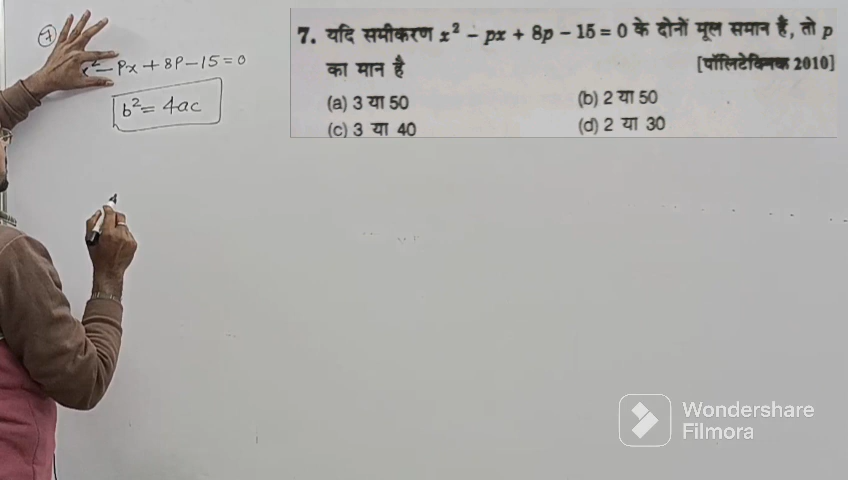 7
x² - Px + 8P - 15 = 0
b² = 4ac
7. यदि समीकरण x² - px + 8p - 15 = 0 के दोनों मूल समान हैं, तो p
का मान है [पॉलिटेक्निक 2010]
(a) 3 या 50 (b) 2 या 50
(c) 3 या 40 (d) 2 या 30
Wondershare
Filmora